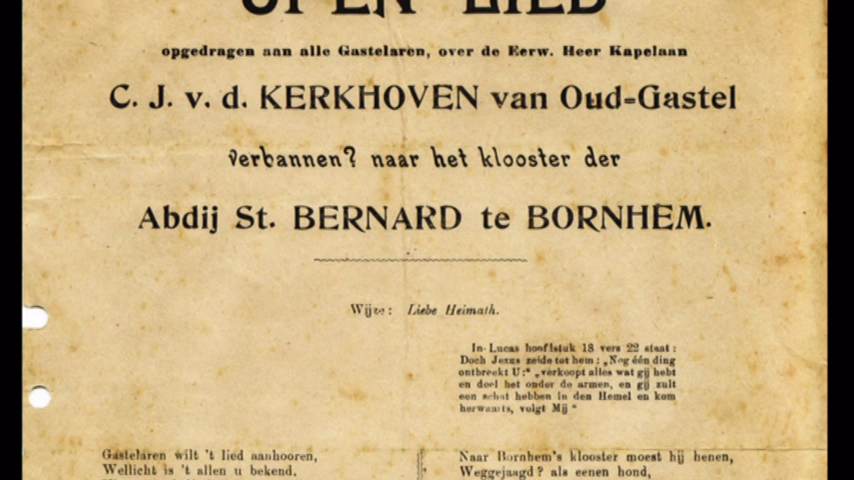 OPEN LIED
opgedragen aan alle Gastelaren, over de Eerw. Heer Kapelaan
C. J. v. d. KERKHOVEN van Oud=Gastel
verbannen? naar het klooster der
Abdij St. BERNARD te BORNHEM.
Wijze: Liebe Heimath.
In Lucas hoofdstuk 18 vers 22 staat:
Doch Jezus zeide tot hem: „Nog één ding
ontbreekt U:" „verkoopt alles wat gij hebt
en deel het onder de armen, en gij zult
een schat hebben in den Hemel en kom
herwaarts, volgt Mij"
Gastelaren wilt 't lied aanhooren,
Wellicht is 't allen u bekend,
Naar Bornhem's klooster moest hij henen,
Weggejaagd? als eenen hond,